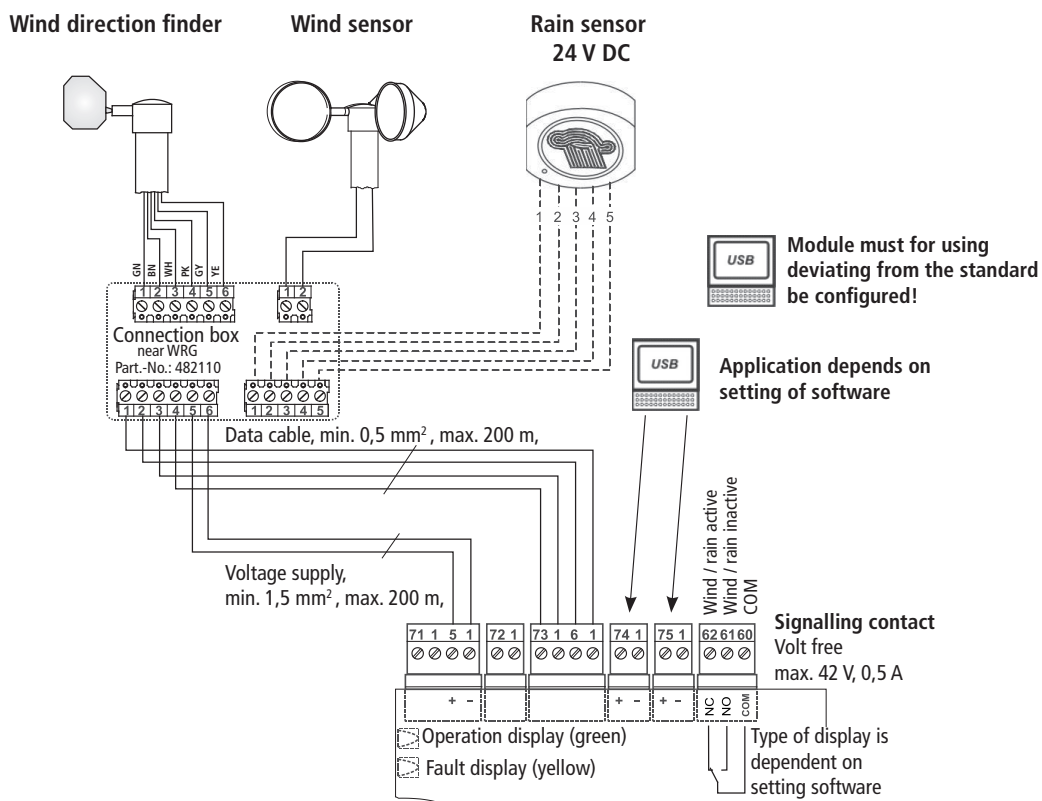 Wind direction finder
Wind sensor
Rain sensor
24 V DC
1 2 3 4 5
USB
Module must for using
deviating from the standard
be configured!
GN BN WH PK GY YE
1 2 3 4 5 6
1 2
Connection box
near WRG
Part.-No.: 482110
1 2 3 4 5 6
1 2 3 4 5
USB
Application depends on
setting of software
Data cable, min. 0,5 mm², max. 200 m,
Voltage supply,
min. 1,5 mm², max. 200 m,
Wind / rain active
Wind / rain inactive
COM
Signalling contact
Volt free
max. 42 V, 0,5 A
71 1 5 1
72 1
73 1 6 1
74 1
75 1
62 61 60
+ -
+ -
+ -
NC
NO
COM
Operation display (green)
Fault display (yellow)
Type of display is
dependent on
setting software